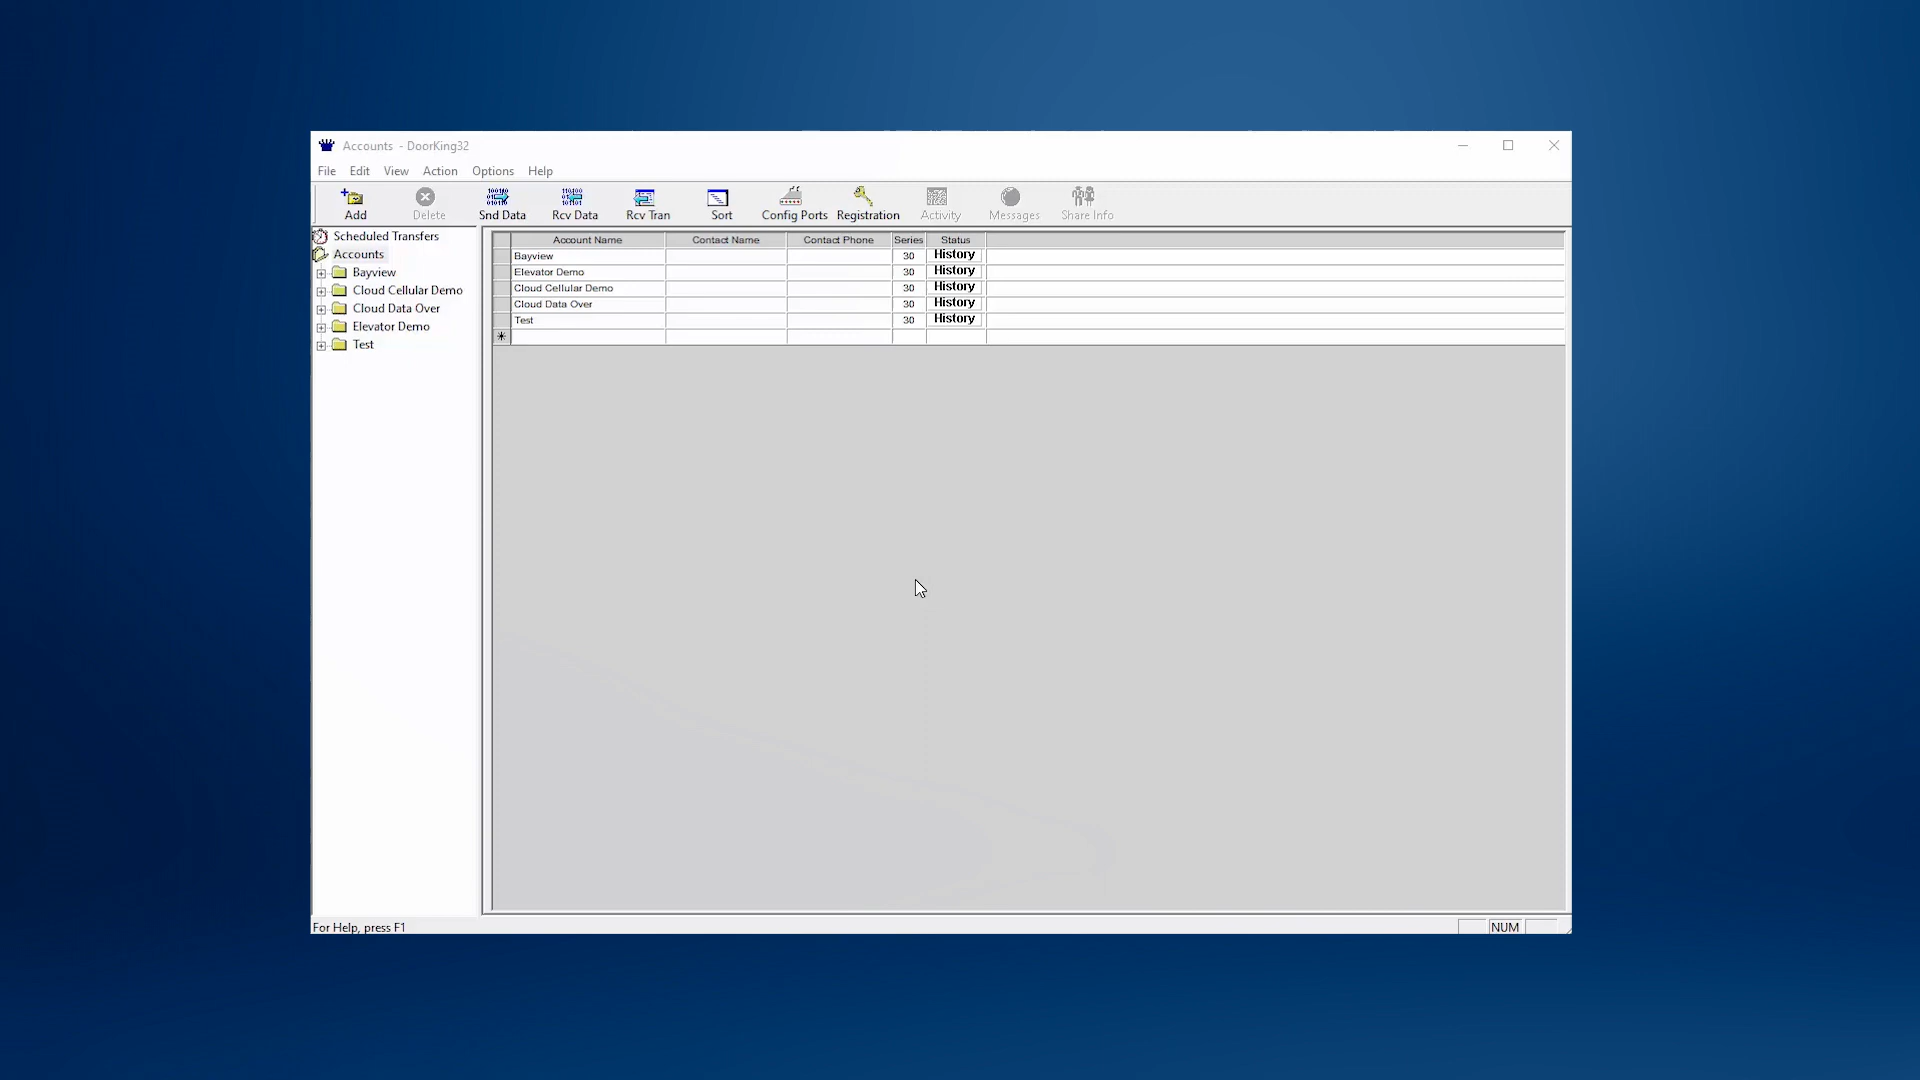 Accounts - DoorKing32
File Edit View Action Options Help
Add Delete Snd Data Rcv Data Rcv Tran Sort Config Ports Registration Activity Messages Share Info
Scheduled Transfers
Accounts
Bayview
Cloud Cellular Demo
Cloud Data Over
Elevator Demo
Test
Account Name Contact Name Contact Phone Series Status
Bayview 30 History
Elevator Demo 30 History
Cloud Cellular Demo 30 History
Cloud Data Over 30 History
Test 30 History
For Help, press F1
NUM